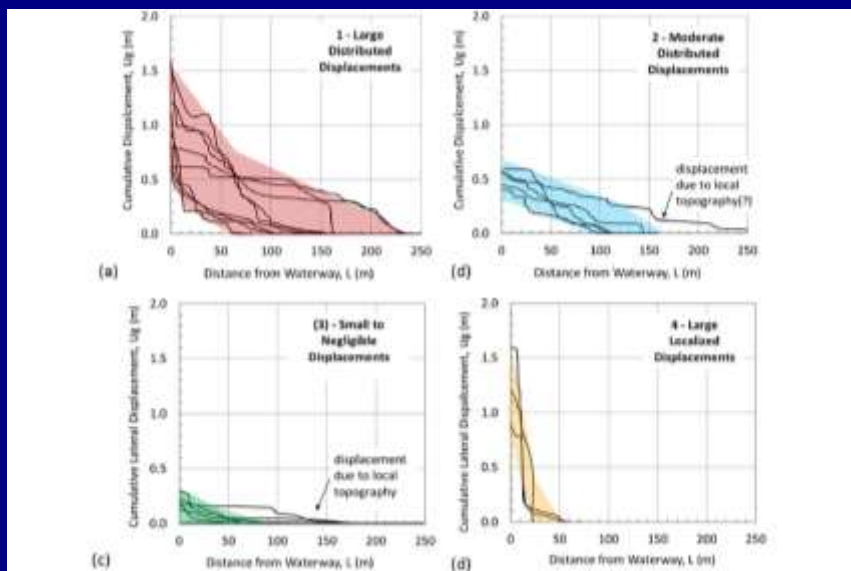 2.0
1 - Large
Distributed
Displacements
1.5
1.0
0.5
0.0
Cumulative Dispalcement, Ug (m)
0 50 100 150 200 250
(a)
Distance from Waterway, L (m)
2.0
2 - Moderate
Distributed
Displacements
1.5
1.0
0.5
0.0
Cumulative Dispalcement, Ug (m)
displacement
due to local
topography(?)
0 50 100 150 200 250
(d)
Distance from Waterway, L (m)
2.0
(3) - Small to
Negligible
Displacements
1.5
1.0
0.5
0.0
Cumulative Lateral Displacement, Ug (m)
displacement
due to local
topography
0 50 100 150 200 250
(c)
Distance from Waterway, L (m)
2.0
4 - Large
Localized
Displacements
1.5
1.0
0.5
0.0
Cumulative Lateral Dispalcement, Ug (m)
0 50 100 150 200 250
(d)
Distance from Waterway, L (m)